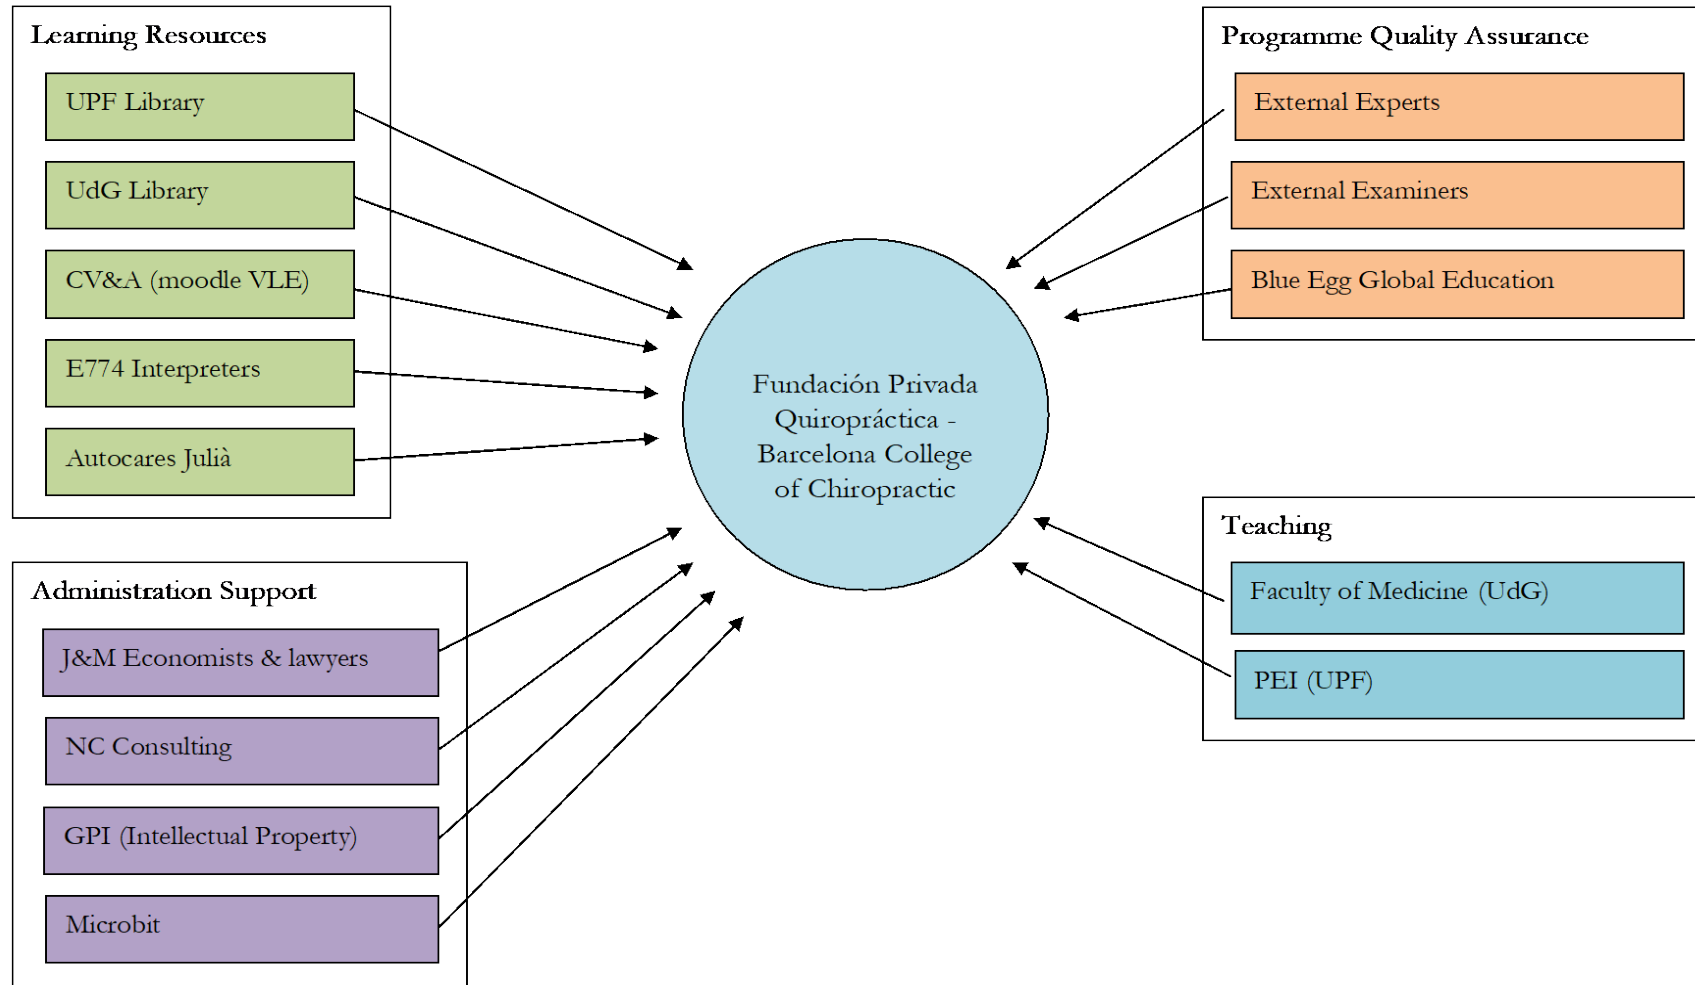 Learning Resources
UPF Library
UdG Library
CV&A (moodle VLE)
E774 Interpreters
Autocares Julià
Administration Support
J&M Economists & lawyers
NC Consulting
GPI (Intellectual Property)
Microbit
Fundación Privada
Quiropráctica -
Barcelona College
of Chiropractic
Programme Quality Assurance
External Experts
External Examiners
Blue Egg Global Education
Teaching
Faculty of Medicine (UdG)
PEI (UPF)